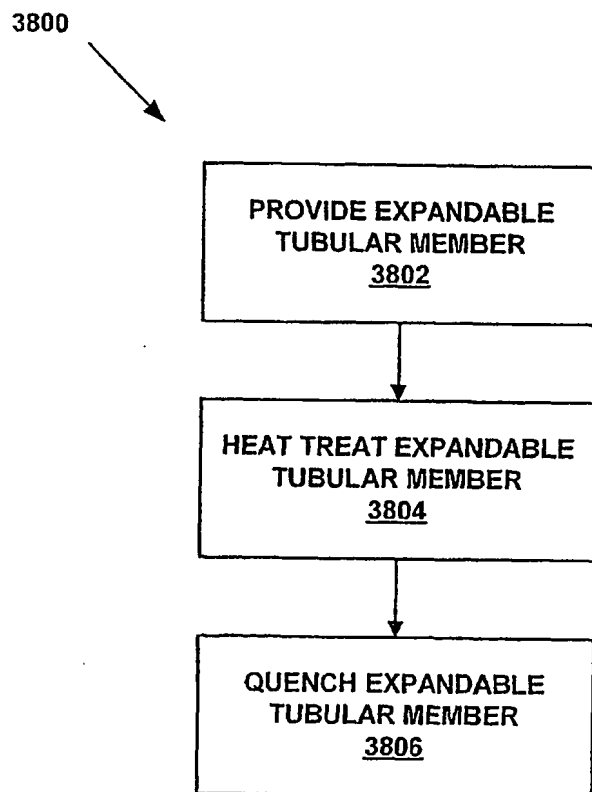 3800
PROVIDE EXPANDABLE
TUBULAR MEMBER
3802
HEAT TREAT EXPANDABLE
TUBULAR MEMBER
3804
QUENCH EXPANDABLE
TUBULAR MEMBER
3806